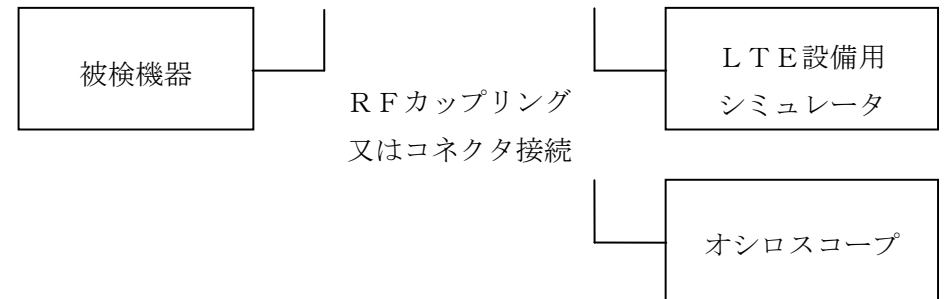 被検機器
ＲＦカップリング
又はコネクタ接続
ＬＴＥ設備用
シミュレータ
オシロスコープ